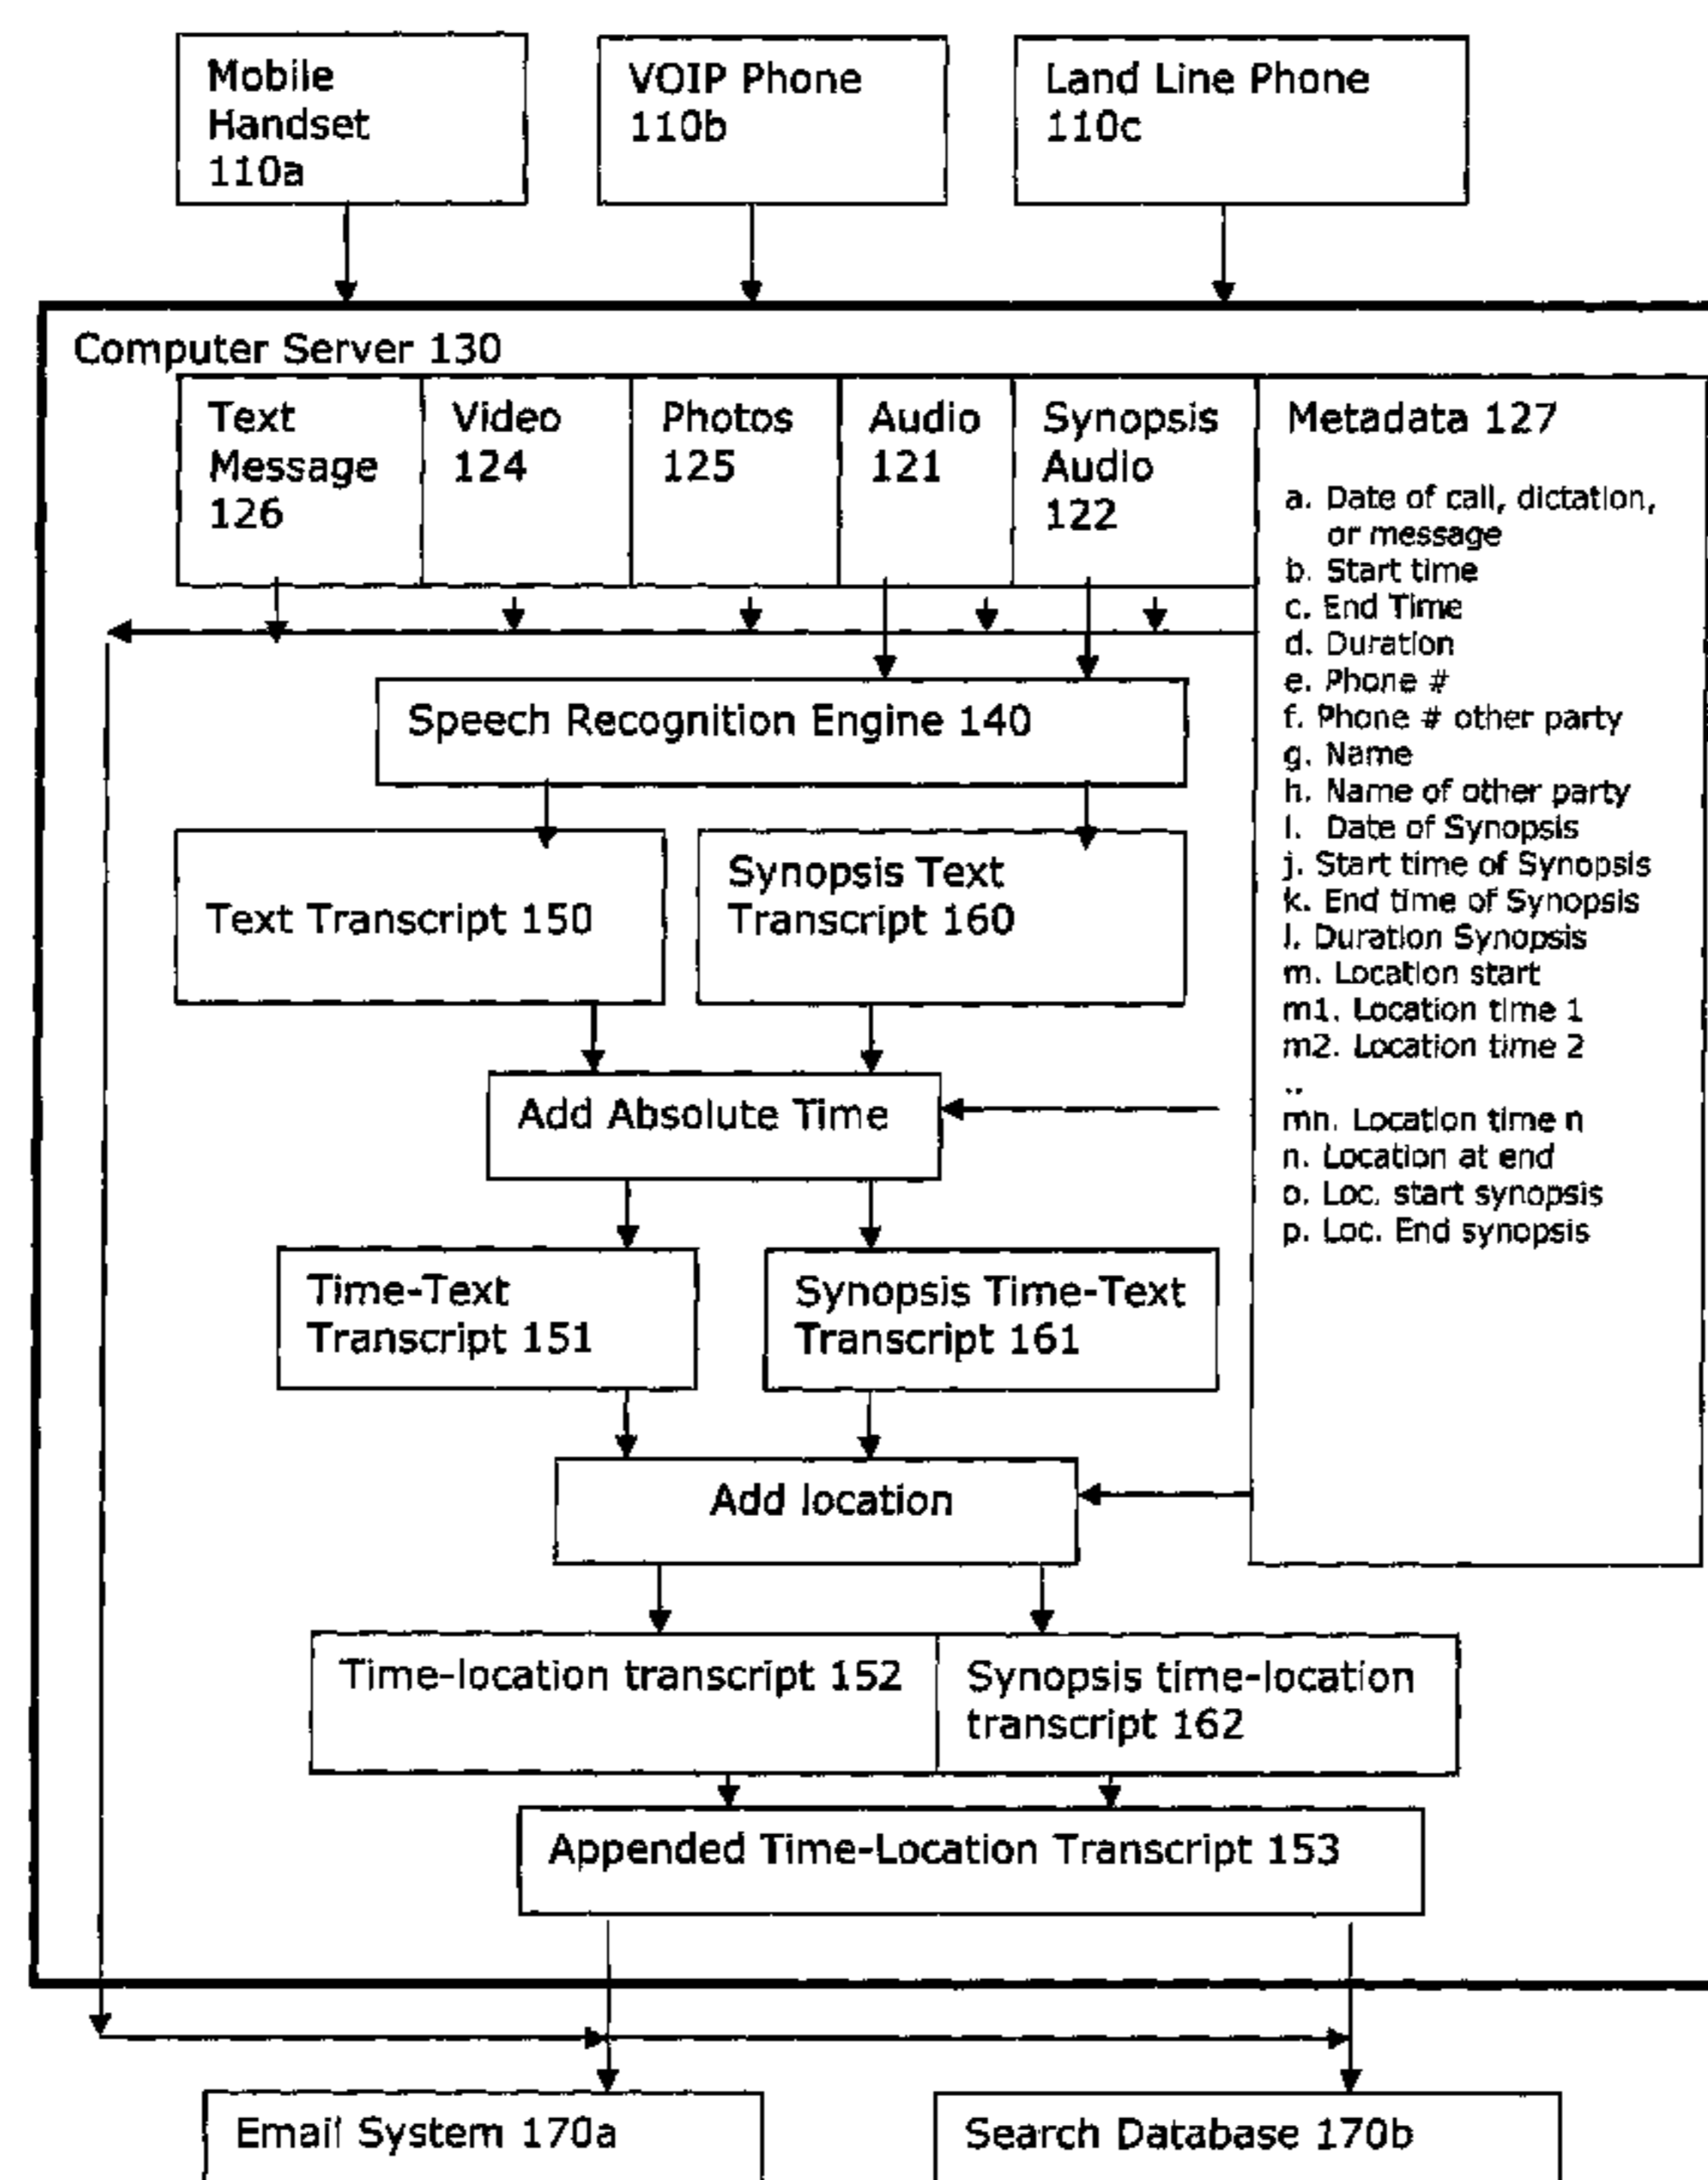 Mobile
Handset
110a
VOIP Phone
110b
Land Line Phone
110c
Computer Server 130
Text
Message
126
Video
124
Photos
125
Audio
121
Synopsis
Audio
122
Metadata 127
a. Date of call, dictation,
or message
b. Start time
c. End Time
d. Duration
e. Phone #
f. Phone # other party
g. Name
h. Name of other party
i. Date of Synopsis
j. Start time of Synopsis
k. End time of Synopsis
l. Duration Synopsis
m. Location start
m1. Location time 1
m2. Location time 2
..
mn. Location time n
n. Location at end
o. Loc. start synopsis
p. Loc. End synopsis
Speech Recognition Engine 140
Text Transcript 150
Synopsis Text
Transcript 160
Add Absolute Time
Time-Text
Transcript 151
Synopsis Time-Text
Transcript 161
Add location
Time-location transcript 152
Synopsis time-location
transcript 162
Appended Time-Location Transcript 153
Email System 170a
Search Database 170b